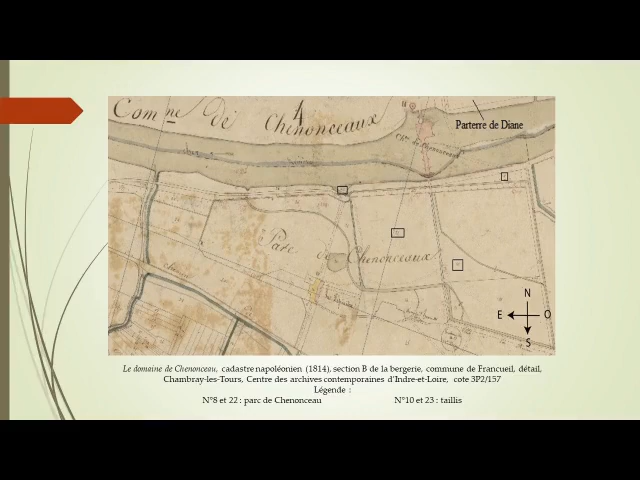 Comne de
4
Chenonceaux
Parterre de Diane
Parc de Chenonceaux
N
E O
S
Le domaine de Chenonceau, cadastre napoléonien (1814), section B de la bergerie, commune de Francueil, détail,
Chambray-les-Tours, Centre des archives contemporaines d'Indre-et-Loire, cote 3P2/157
Légende :
N°8 et 22 : parc de Chenonceau N°10 et 23 : taillis